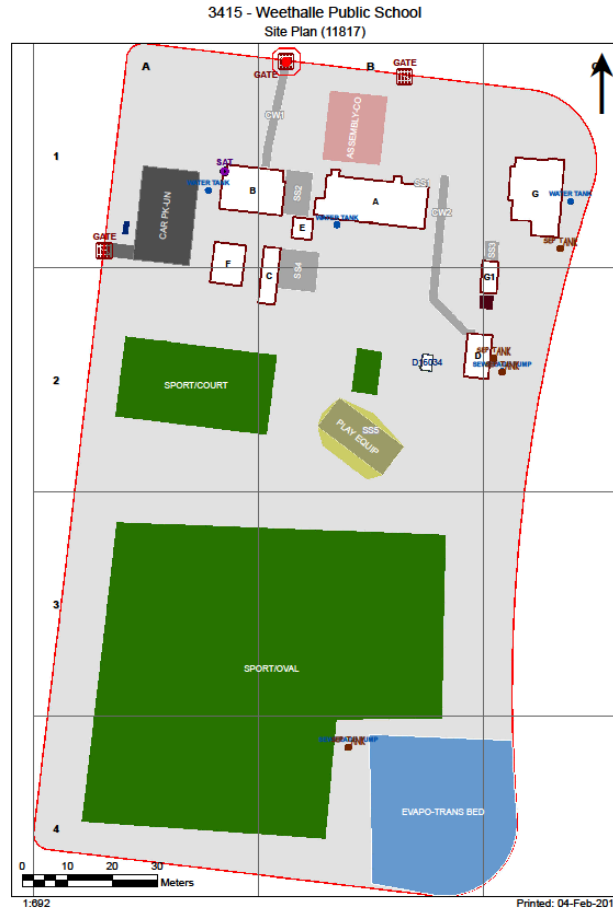 3415 - Weethalle Public School
Site Plan (11817)
A
B
GATE
GATE
CW1
ASSEMBLY-CO
1
SAT
WATER TANK
B
SS2
A
SS1
CW2
G
WATER TANK
CAR PK-UN
WATER TANK
E
GATE
SEP TANK
SS3
F
C
SS4
G1
D
SEP TANK
D16034
2
SPORT/COURT
SS5
PLAY EQUIP
3
SPORT/OVAL
EVAPO-TRANS BED
4
0 10 20 30
Meters
1:692
Printed: 04-Feb-201